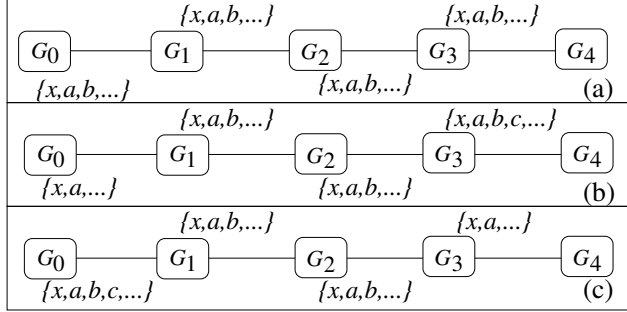 {x,a,b,...} {x,a,b,...}
G0 G1 G2 G3 G4
{x,a,b,...} {x,a,b,...} (a)
{x,a,b,...} {x,a,b,c,...}
G0 G1 G2 G3 G4
{x,a,...} {x,a,b,...} (b)
{x,a,b,...} {x,a,...}
G0 G1 G2 G3 G4
{x,a,b,c,...} {x,a,b,...} (c)